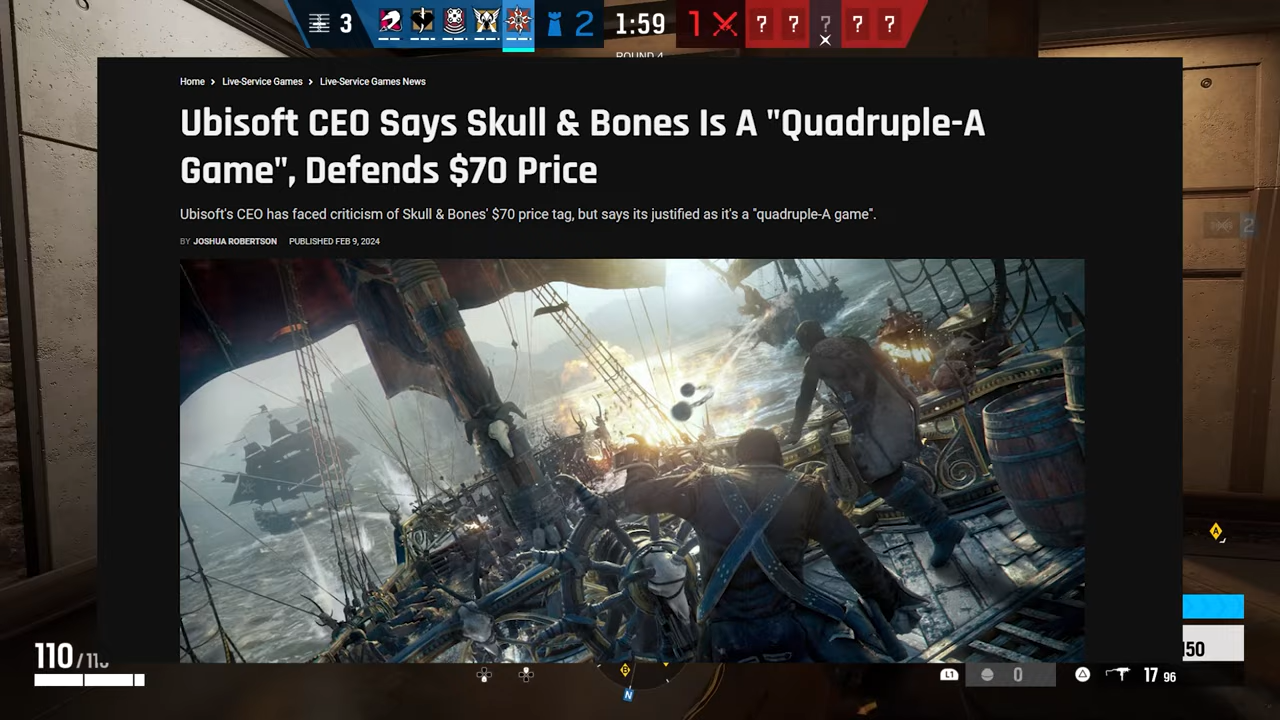 3 2 1:59 1 ? ? ? ? ?
ROUND 4
Home > Live-Service Games > Live-Service Games News
Ubisoft CEO Says Skull & Bones Is A "Quadruple-A
Game", Defends $70 Price
Ubisoft's CEO has faced criticism of Skull & Bones' $70 price tag, but says its justified as it's a "quadruple-A game".
BY JOSHUA ROBERTSON PUBLISHED FEB 9, 2024
2
A
150
110/110
B
N
L1 0 17 96